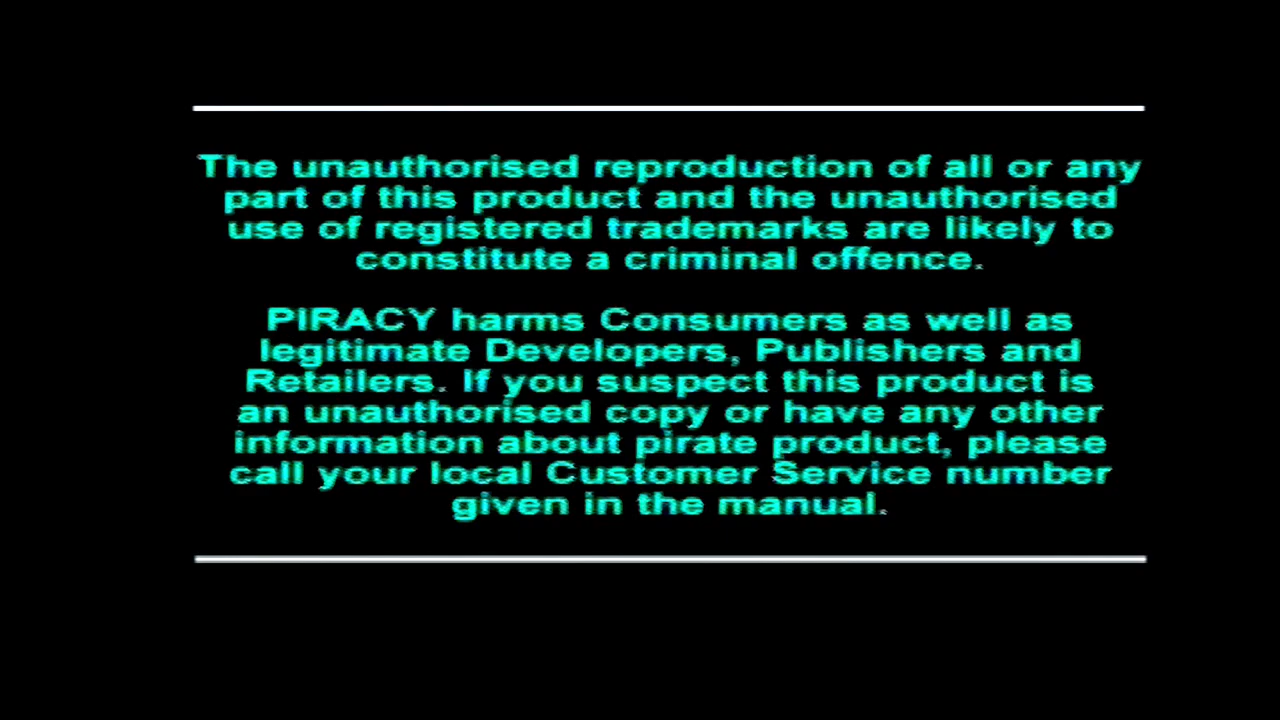 The unauthorised reproduction of all or any
part of this product and the unauthorised
use of registered trademarks are likely to
constitute a criminal offence.
PIRACY harms Consumers as well as
legitimate Developers, Publishers and
Retailers. If you suspect this product is
an unauthorised copy or have any other
information about pirate product, please
call your local Customer Service number
given in the manual.